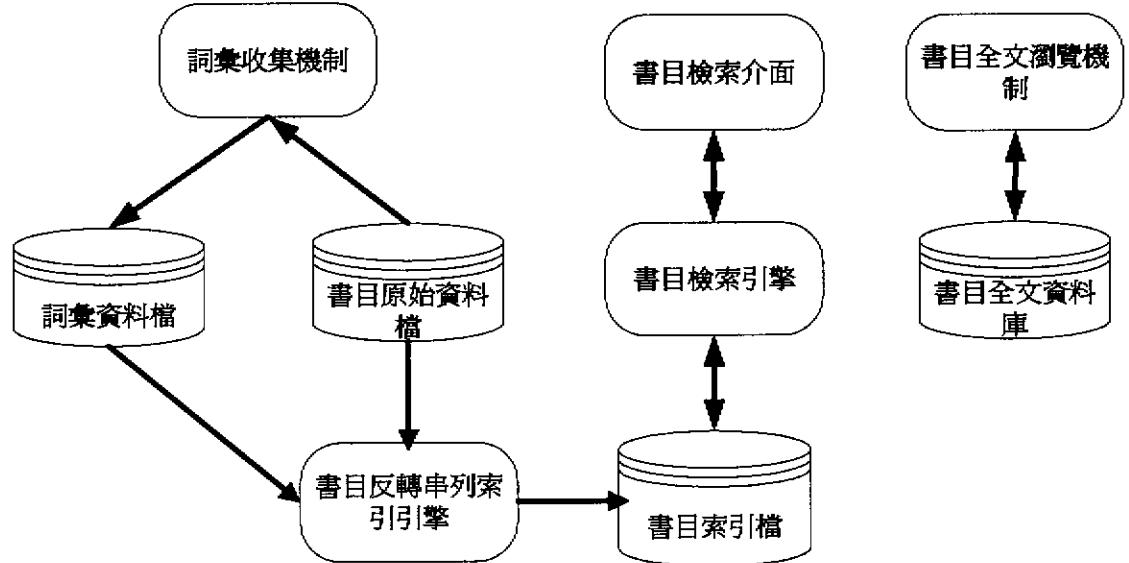 詞彙收集機制
書目檢索介面
書目全文瀏覽機
制
詞彙資料檔
書目原始資料
檔
書目檢索引擎
書目全文資料
庫
書目反轉串列索
引引擎
書目索引檔